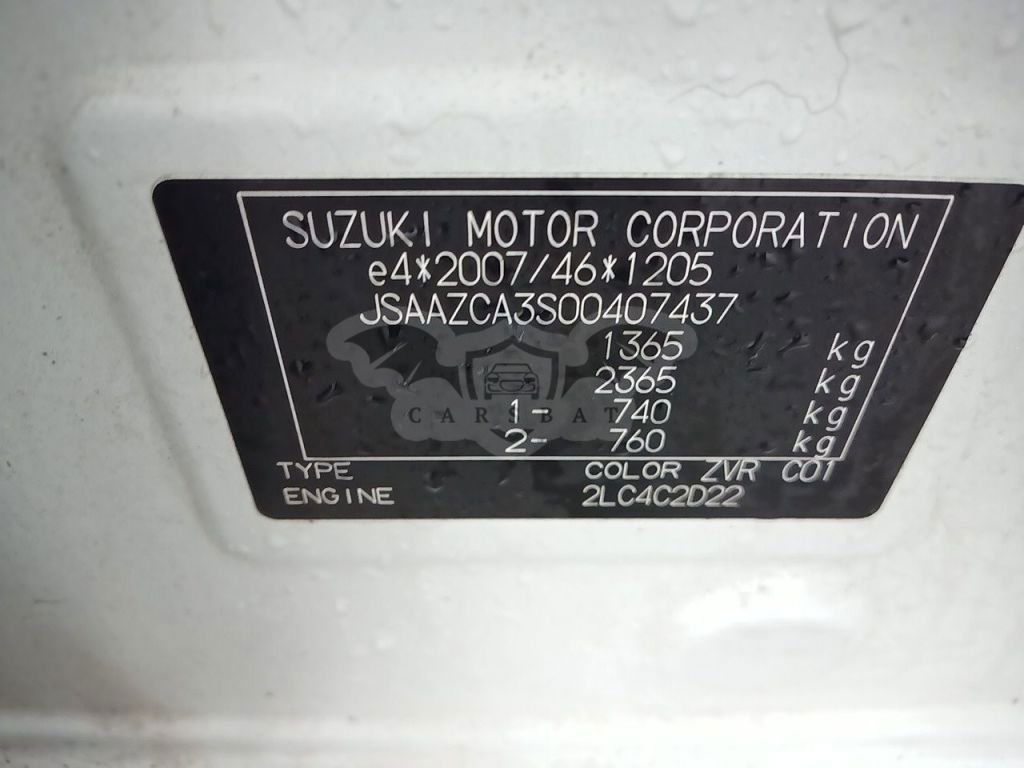 SUZUKI MOTOR CORPORATION
e4*2007/46*1205
JSAAZCA3S00407437
1365 kg
2365 kg
1- 740 kg
2- 760 kg
CARSBAT
TYPE COLOR ZVR C01
ENGINE 2LC4C2D22